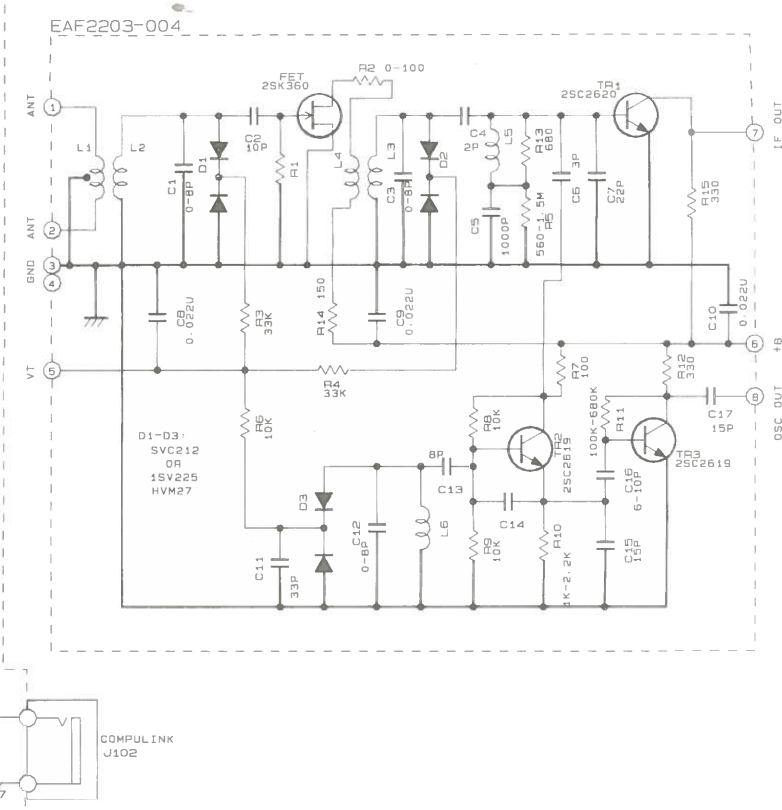 EAF2203-004
R2 0-100
FET
2SK360
TR1
2SC2620
ANT
1
L1
L2
C1
0-8P
D1
C2
10P
R1
L4
L3
C3
0-8P
D2
C4
2P
L5
R13
680
C5
1000P
R5
560-1.5M
3P
C6
C7
22P
R15
330
7
IF OUT
ANT
2
GND
3
4
C8
0.022U
R3
33K
R14 150
C9
0.022U
C10
0.022U
6
+B
VT
5
R4
33K
R7
100
R12
330
8
OSC OUT
C17
15P
R6
10K
D1-D3:
SVC212
OR
1SV225
HVM27
R8
10K
TR2
2SC2619
100K-680K
R11
TR3
2SC2619
8P
C13
C16
6-10P
D3
C12
0-8P
L6
C14
R9
10K
R10
1K-2.2K
C15
15P
C11
33P
COMPULINK
J102
7